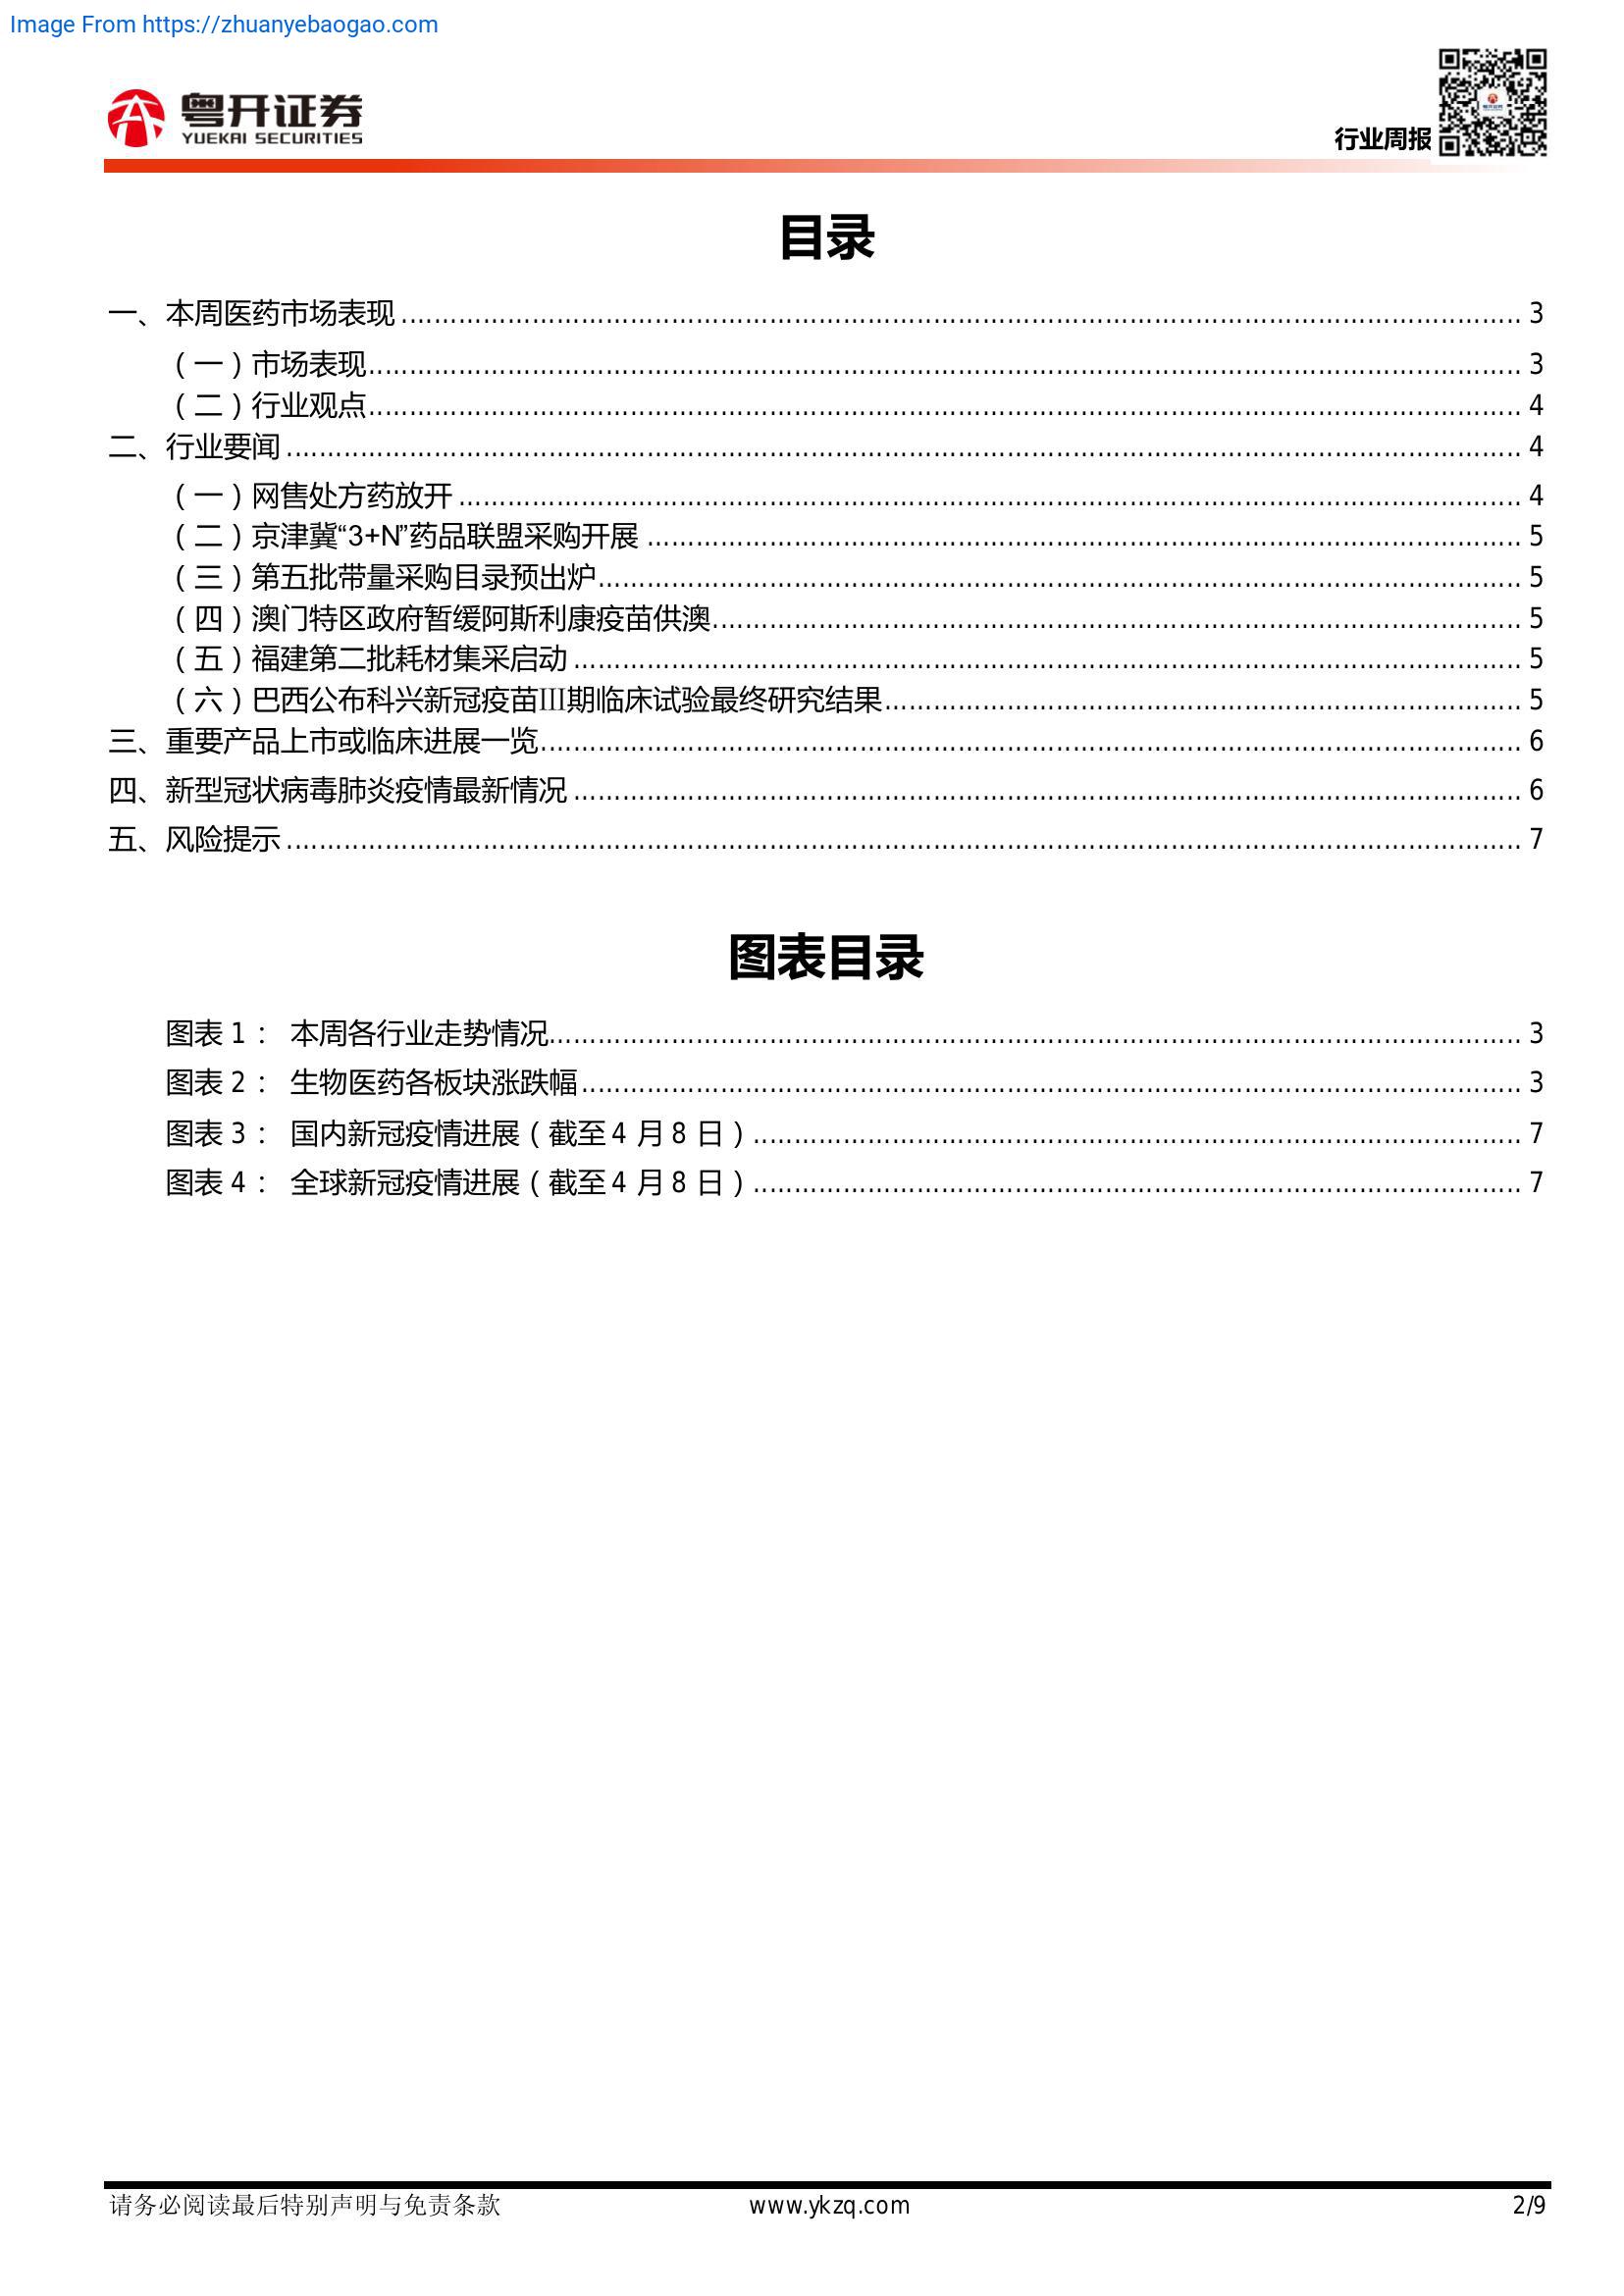 Image From https://zhuanyebaogao.com
粤开证券
YUEKAI SECURITIES
行业周报
目录
一、本周医药市场表现 3
（一）市场表现 3
（二）行业观点 4
二、行业要闻 4
（一）网售处方药放开 4
（二）京津冀“3+N”药品联盟采购开展 5
（三）第五批带量采购目录预出炉 5
（四）澳门特区政府暂缓阿斯利康疫苗供澳 5
（五）福建第二批耗材集采启动 5
（六）巴西公布科兴新冠疫苗III期临床试验最终研究结果 5
三、重要产品上市或临床进展一览 6
四、新型冠状病毒肺炎疫情最新情况 6
五、风险提示 7
图表目录
图表 1： 本周各行业走势情况 3
图表 2： 生物医药各板块涨跌幅 3
图表 3： 国内新冠疫情进展（截至 4 月 8 日） 7
图表 4： 全球新冠疫情进展（截至 4 月 8 日） 7
请务必阅读最后特别声明与免责条款 www.ykzq.com 2/9